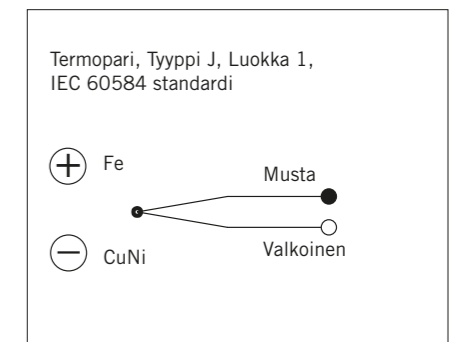 Termopari, Tyyppi J, Luokka 1,
IEC 60584 standardi
+ Fe
Musta
− CuNi
Valkoinen